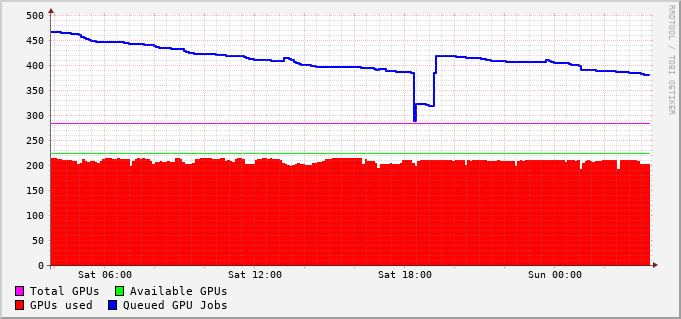 500
450
400
350
300
250
200
150
100
50
0
Sat 06:00 Sat 12:00 Sat 18:00 Sun 00:00
Total GPUs Available GPUs
GPUs used Queued GPU Jobs
RRDTOOL / TOBI OETIKER